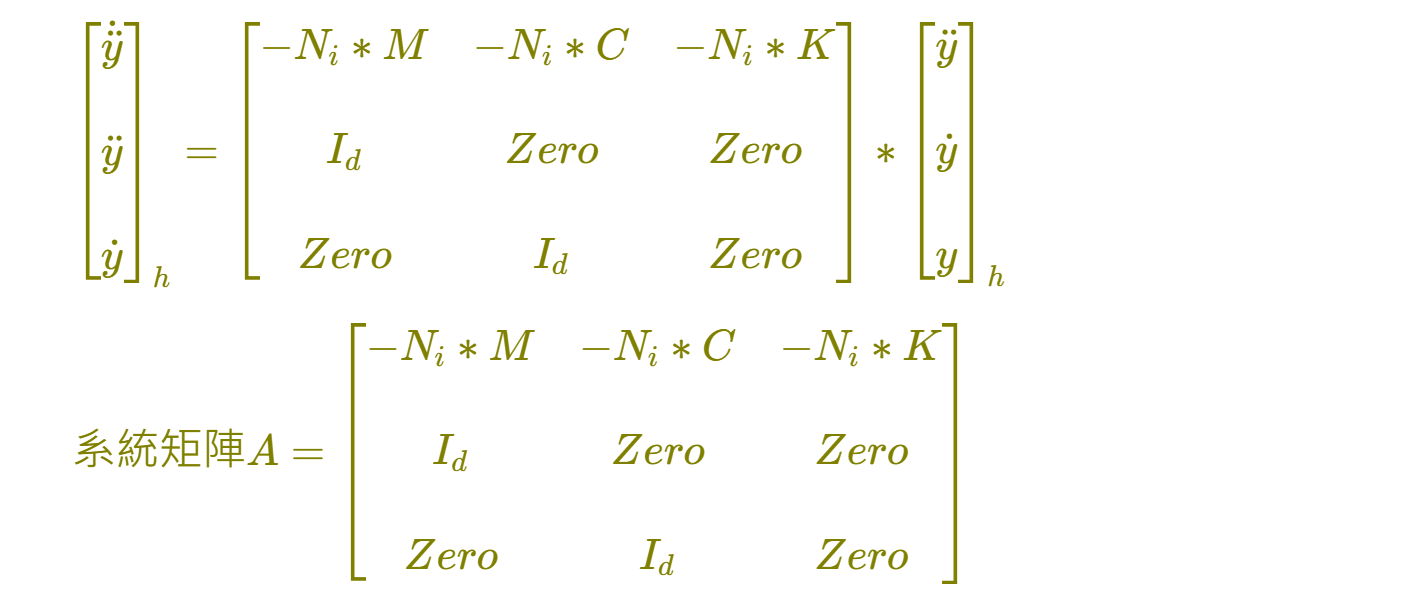 $\begin{bmatrix} \dddot{y} \\ \ddot{y} \\ \dot{y} \end{bmatrix}_h = \begin{bmatrix} -N_i * M & -N_i * C & -N_i * K \\ I_d & Zero & Zero \\ Zero & I_d & Zero \end{bmatrix} * \begin{bmatrix} \ddot{y} \\ \dot{y} \\ y \end{bmatrix}_h$
系統矩陣$A = \begin{bmatrix} -N_i * M & -N_i * C & -N_i * K \\ I_d & Zero & Zero \\ Zero & I_d & Zero \end{bmatrix}$